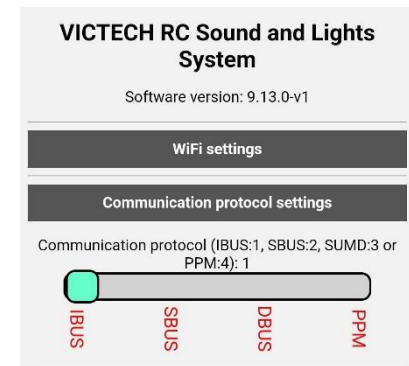 VICTECH RC Sound and Lights
System
Software version: 9.13.0-v1
WiFi settings
Communication protocol settings
Communication protocol (IBUS:1, SBUS:2, SUMD:3 or
PPM:4): 1
IBUS
SBUS
DBUS
PPM